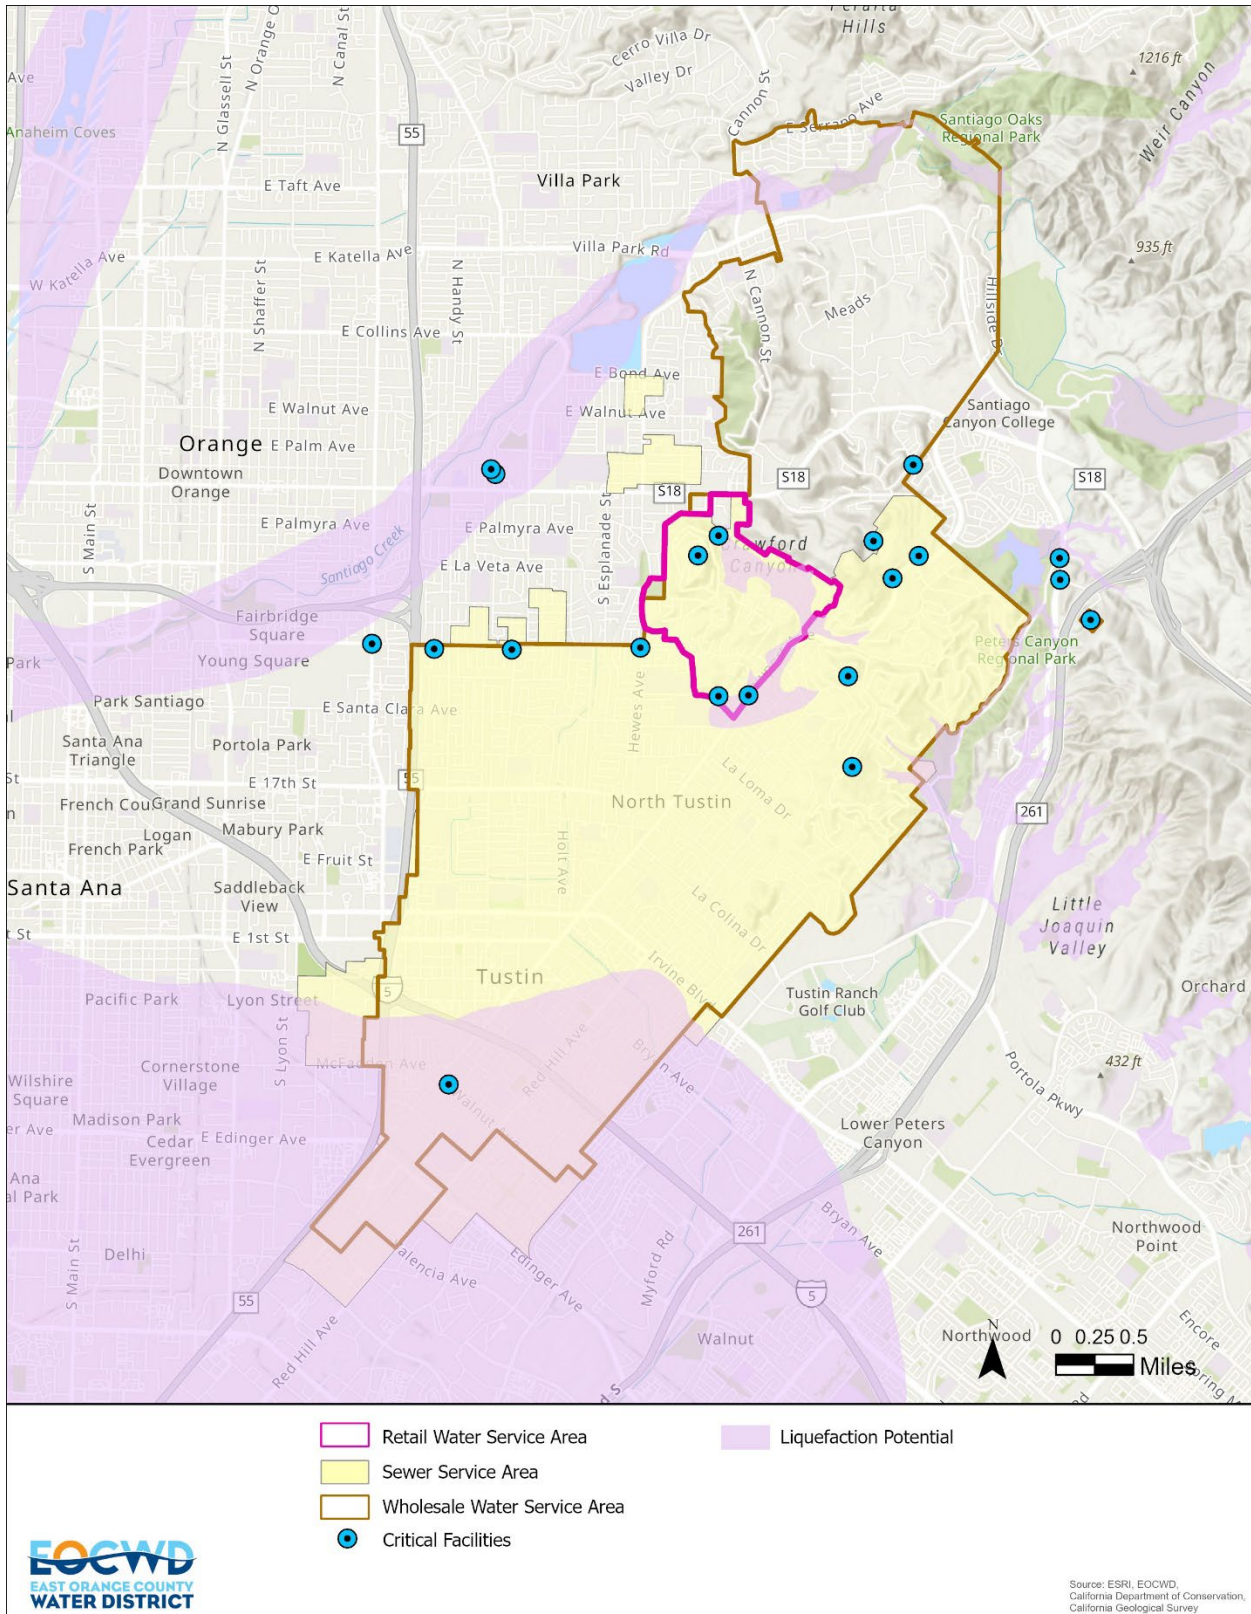 Peralta
Hills
Cerro Villa Dr
Valley Dr
1216 ft
Ave
N Glassell St
N Orange O
N Canal St
55
Cannon St
E Serrano Ave
Santiago Oaks
Regional Park
Weir Canyon
Anaheim Coves
E Taft Ave
Villa Park
W Katella Ave
E Katella Ave
Villa Park Rd
935 ft
N Shaffer St
N Handy St
N Cannon St
Meads
Hillside Dr
E Collins Ave
E Bond Ave
E Walnut Ave
E Walnut Ave
Santiago
Canyon College
Orange
E Palm Ave
Downtown
Orange
S18
S18
S18
S Main St
E Palmyra Ave
E Palmyra Ave
S Esplanade St
Crawford
Canyon
Santiago Creek
E La Veta Ave
Fairbridge
Square
Young Square
Park
Peters Canyon
Regional Park
Park Santiago
E Santa Clara Ave
Hewes Ave
Santa Ana
Triangle
Portola Park
St
E 17th St
55
La Loma Dr
North Tustin
261
French Cou
Grand Sunrise
n
Logan
Mabury Park
French Park
E Fruit St
Holt Ave
Santa Ana
Saddleback
View
La Colina Dr
Little
Joaquin
Valley
t St
E 1st St
Irvine Blvd
Tustin
5
Pacific Park
Lyon Street
Tustin Ranch
Golf Club
Orchard
S Lyon St
McFadden Ave
Red Hill Ave
Bryan Ave
Portola Pkwy
432 ft
Wilshire
Square
Cornerstone
Village
Walnut Ave
Madison Park
er Ave
Cedar
Evergreen
E Edinger Ave
Lower Peters
Canyon
Ana
al Park
Bryan Ave
Northwood
Point
Delhi
S Main St
alencia Ave
Edinger Ave
Myford Rd
261
55
5
Red Hill Ave
Walnut
Northwood
Encore
N
0 0.25 0.5
Miles
Retail Water Service Area
Liquefaction Potential
Sewer Service Area
Wholesale Water Service Area
Critical Facilities
EOCWD
EAST ORANGE COUNTY
WATER DISTRICT
Source: ESRI, EOCWD,
California Department of Conservation,
California Geological Survey